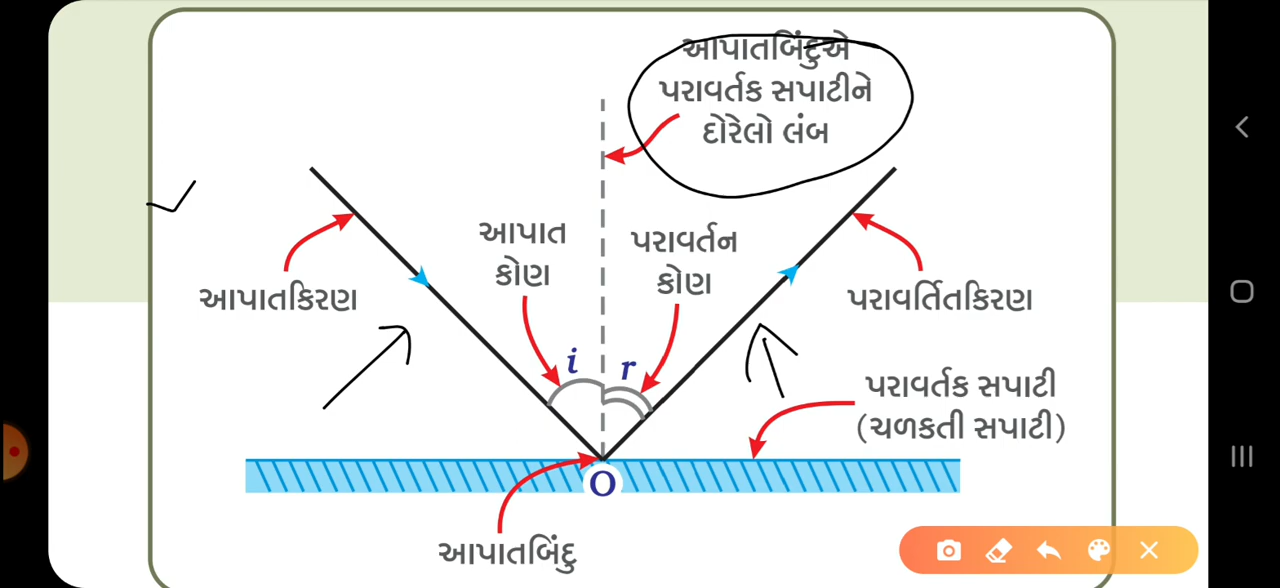 આપાતબિંદુએ
પરાવર્તક સપાટીને
દોરેલો લંબ
આપાત
કોણ
પરાવર્તન
કોણ
આપાતકિરણ
પરાવર્તિતકિરણ
i
r
પરાવર્તક સપાટી
(ચળકતી સપાટી)
O
આપાતબિંદુ